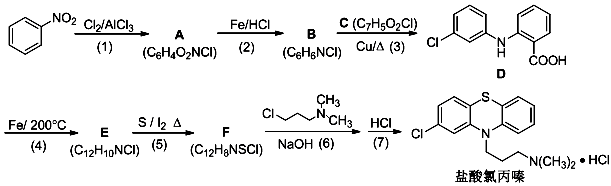 NO₂ Cl₂/AlCl₃ A Fe/HCl B C (C₇H₅O₂Cl)
(1) (C₆H₄O₂NCl) (2) (C₆H₆NCl) Cu/Δ (3) Cl N H COOH
D
Fe/ 200℃ E S / I₂ Δ F Cl N CH₃ CH₃ HCl Cl S N
(4) (C₁₂H₁₀NCl) (5) (C₁₂H₈NSCl) NaOH (6) (7) N(CH₃)₂ • HCl
盐酸氯丙嗪